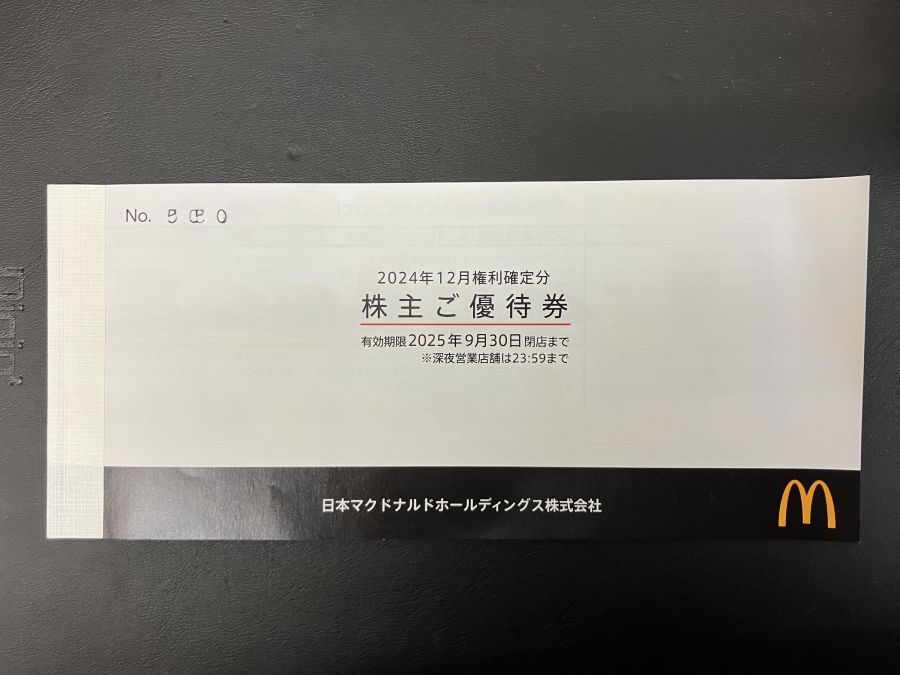 No.
2024年12月権利確定分
株主ご優待券
有効期限2025年9月30日閉店まで
※深夜営業店舗は23:59まで
日本マクドナルドホールディングス株式会社